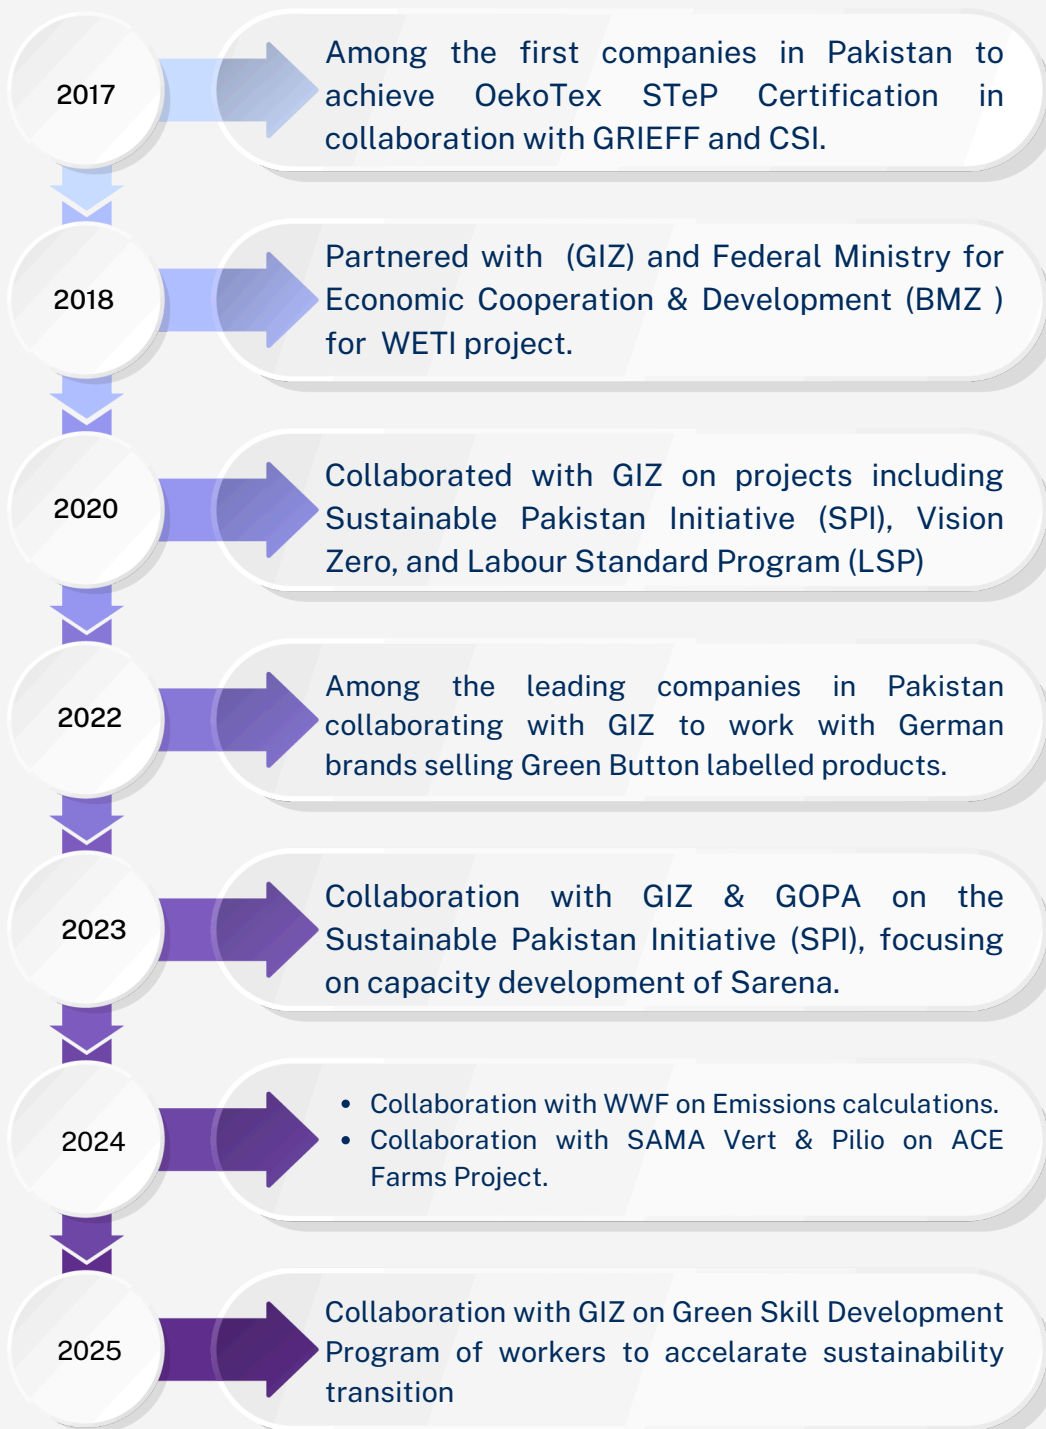 2017
Among the first companies in Pakistan to
achieve OekoTex STeP Certification in
collaboration with GRIEFF and CSI.
2018
Partnered with (GIZ) and Federal Ministry for
Economic Cooperation & Development (BMZ )
for WETI project.
2020
Collaborated with GIZ on projects including
Sustainable Pakistan Initiative (SPI), Vision
Zero, and Labour Standard Program (LSP)
2022
Among the leading companies in Pakistan
collaborating with GIZ to work with German
brands selling Green Button labelled products.
2023
Collaboration with GIZ & GOPA on the
Sustainable Pakistan Initiative (SPI), focusing
on capacity development of Sarena.
2024
• Collaboration with WWF on Emissions calculations.
• Collaboration with SAMA Vert & Pilio on ACE
Farms Project.
2025
Collaboration with GIZ on Green Skill Development
Program of workers to accelarate sustainability
transition